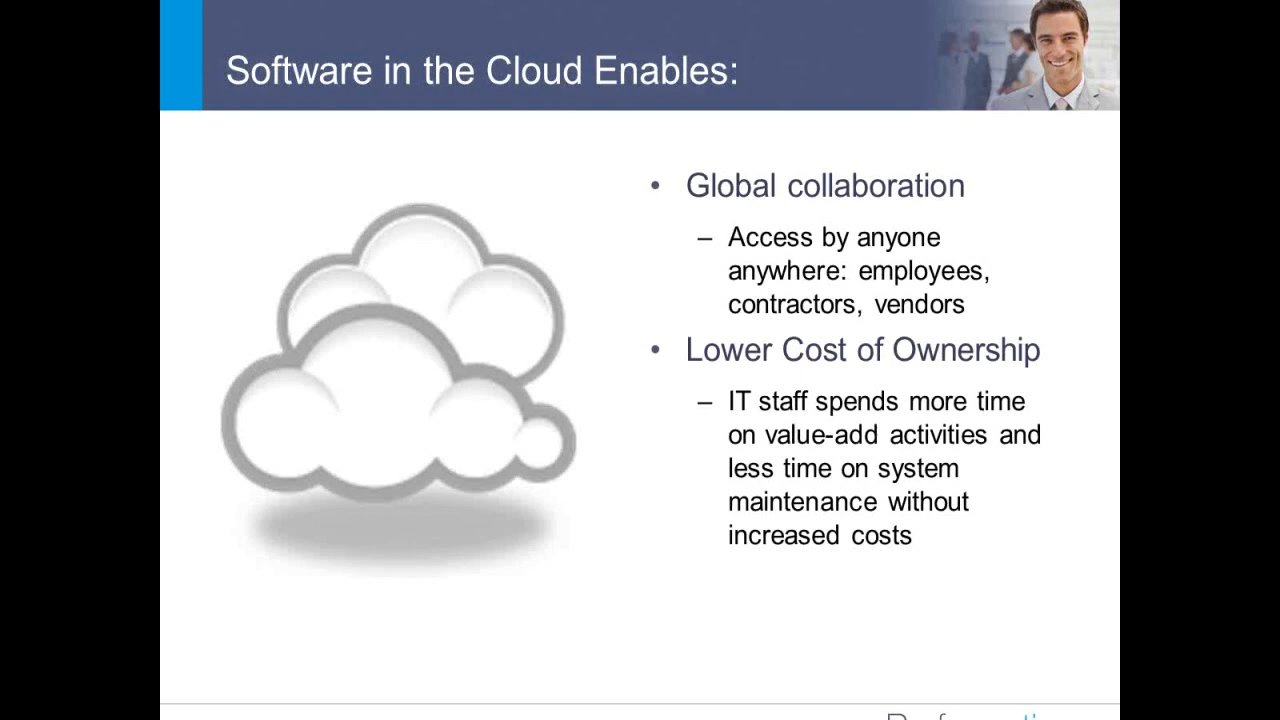 Software in the Cloud Enables:
• Global collaboration
– Access by anyone
anywhere: employees,
contractors, vendors
• Lower Cost of Ownership
– IT staff spends more time
on value-add activities and
less time on system
maintenance without
increased costs